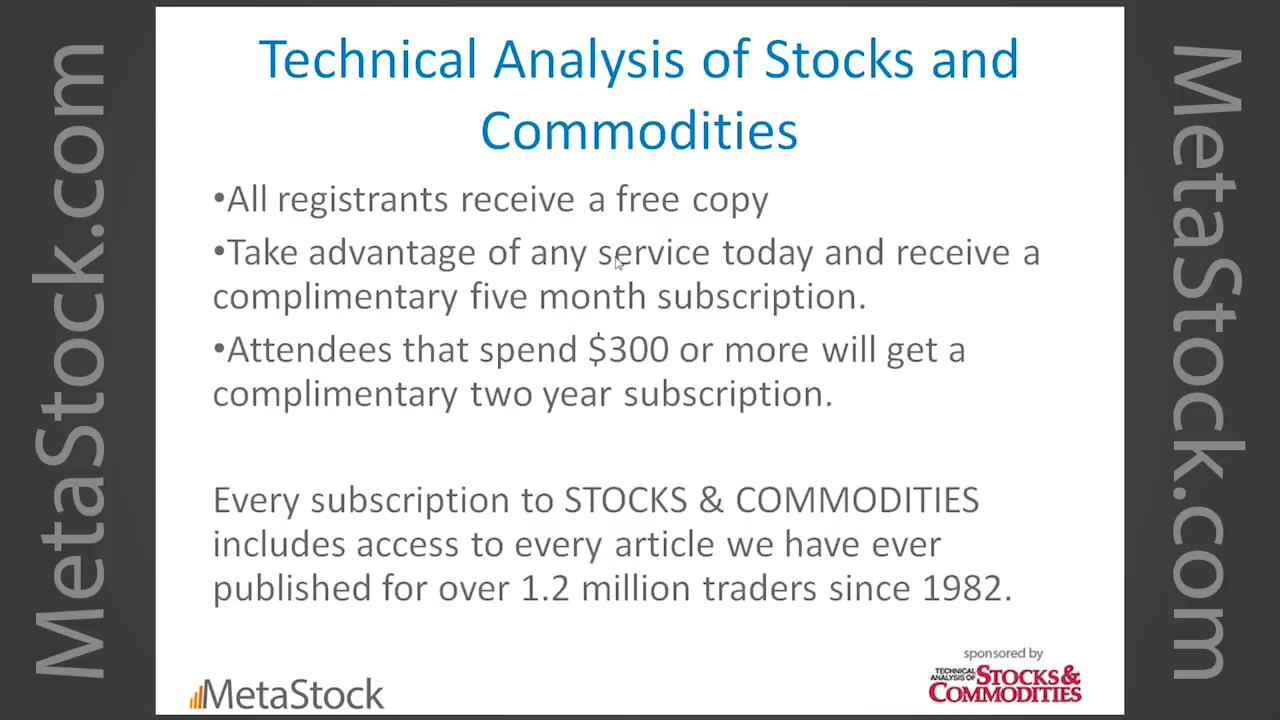 MetaStock.com
Technical Analysis of Stocks and
Commodities
•All registrants receive a free copy
•Take advantage of any service today and receive a
complimentary five month subscription.
•Attendees that spend $300 or more will get a
complimentary two year subscription.
Every subscription to STOCKS & COMMODITIES
includes access to every article we have ever
published for over 1.2 million traders since 1982.
MetaStock
sponsored by
TECHNICAL
ANALYSIS OF STOCKS &
COMMODITIES
MetaStock.com